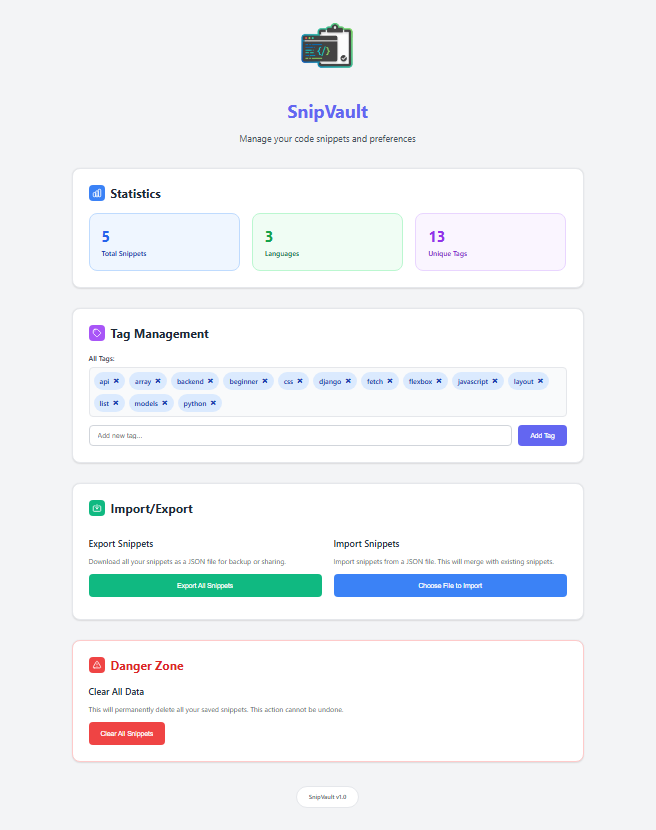 SnipVault
Manage your code snippets and preferences
Statistics
5
Total Snippets
3
Languages
13
Unique Tags
Tag Management
All Tags:
api ✕ array ✕ backend ✕ beginner ✕ css ✕ django ✕ fetch ✕ flexbox ✕ javascript ✕ layout ✕
list ✕ models ✕ python ✕
Add new tag...
Add Tag
Import/Export
Export Snippets
Download all your snippets as a JSON file for backup or sharing.
Export All Snippets
Import Snippets
Import snippets from a JSON file. This will merge with existing snippets.
Choose File to Import
Danger Zone
Clear All Data
This will permanently delete all your saved snippets. This action cannot be undone.
Clear All Snippets
SnipVault v1.0